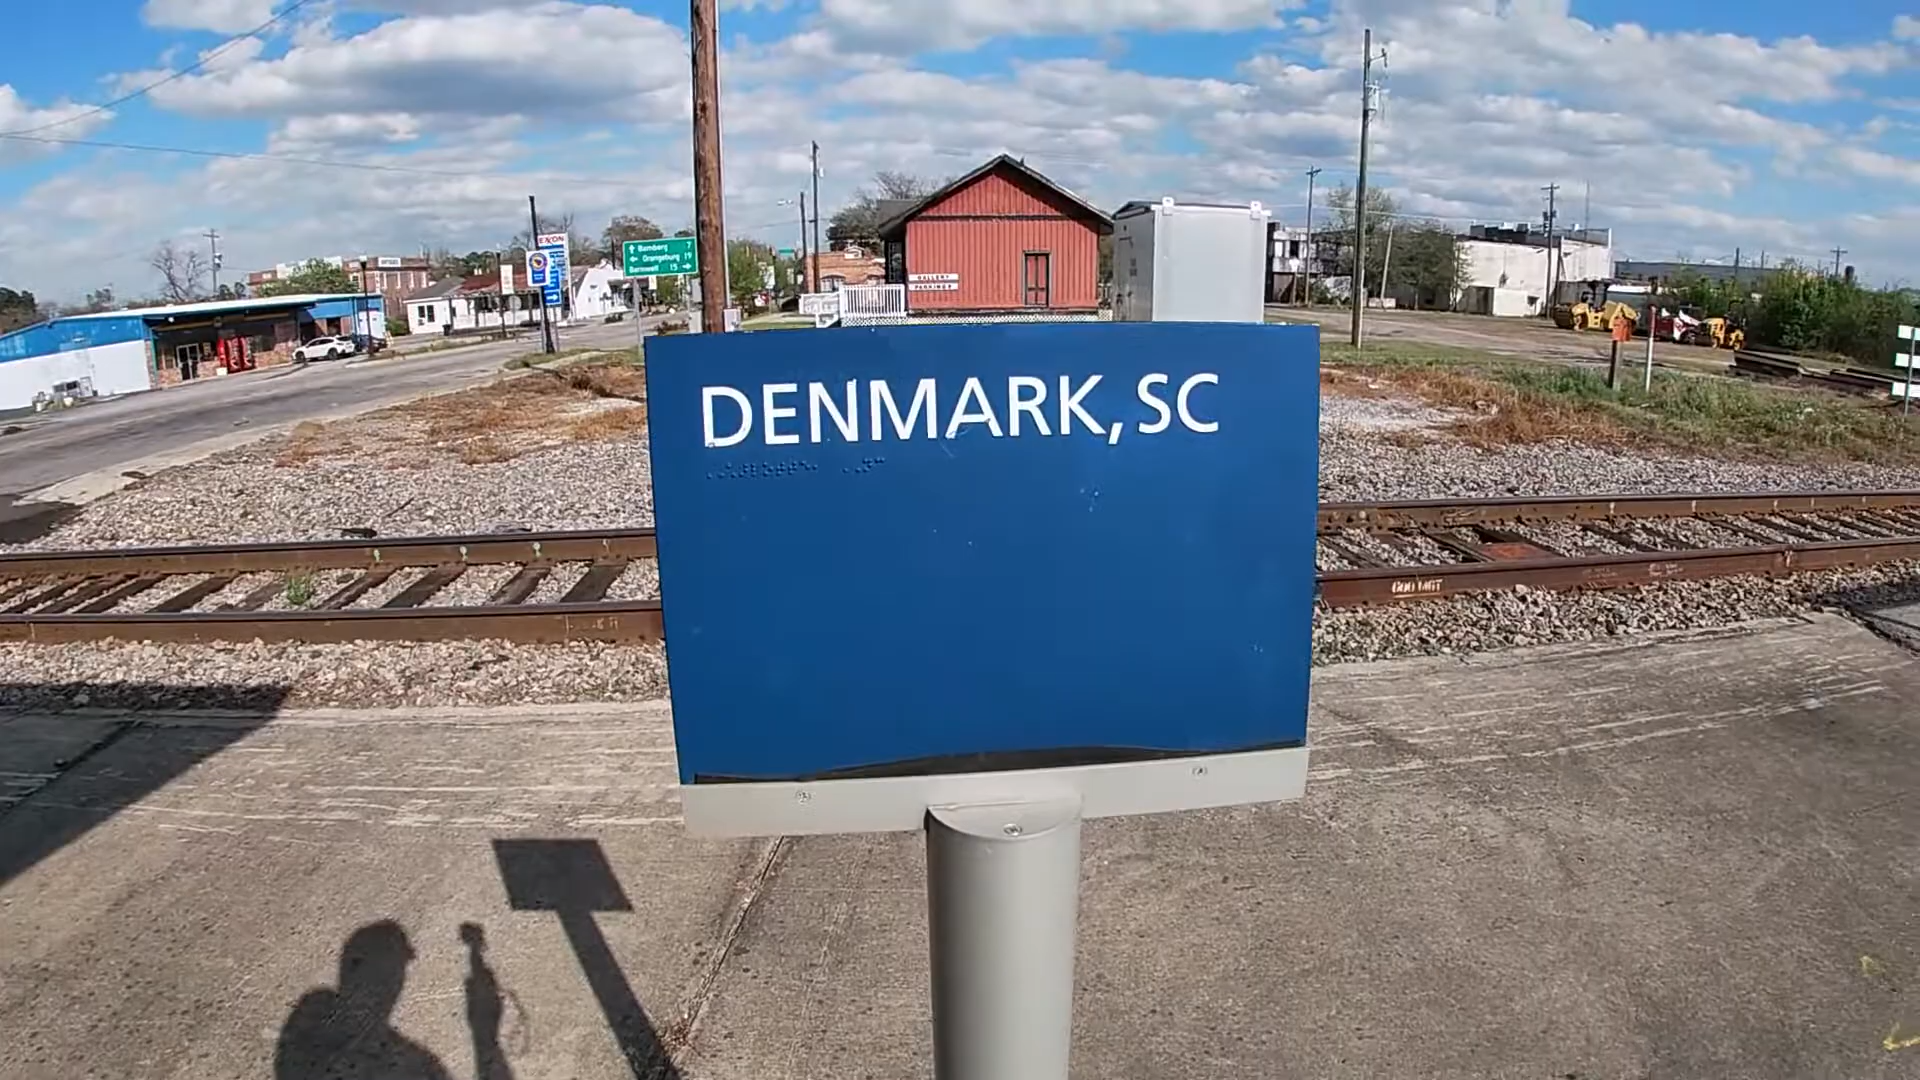 DENMARK, SC
EXXON
Bamberg 7
Orangeburg 19
Barnwell 15
GALLERY
PARKING